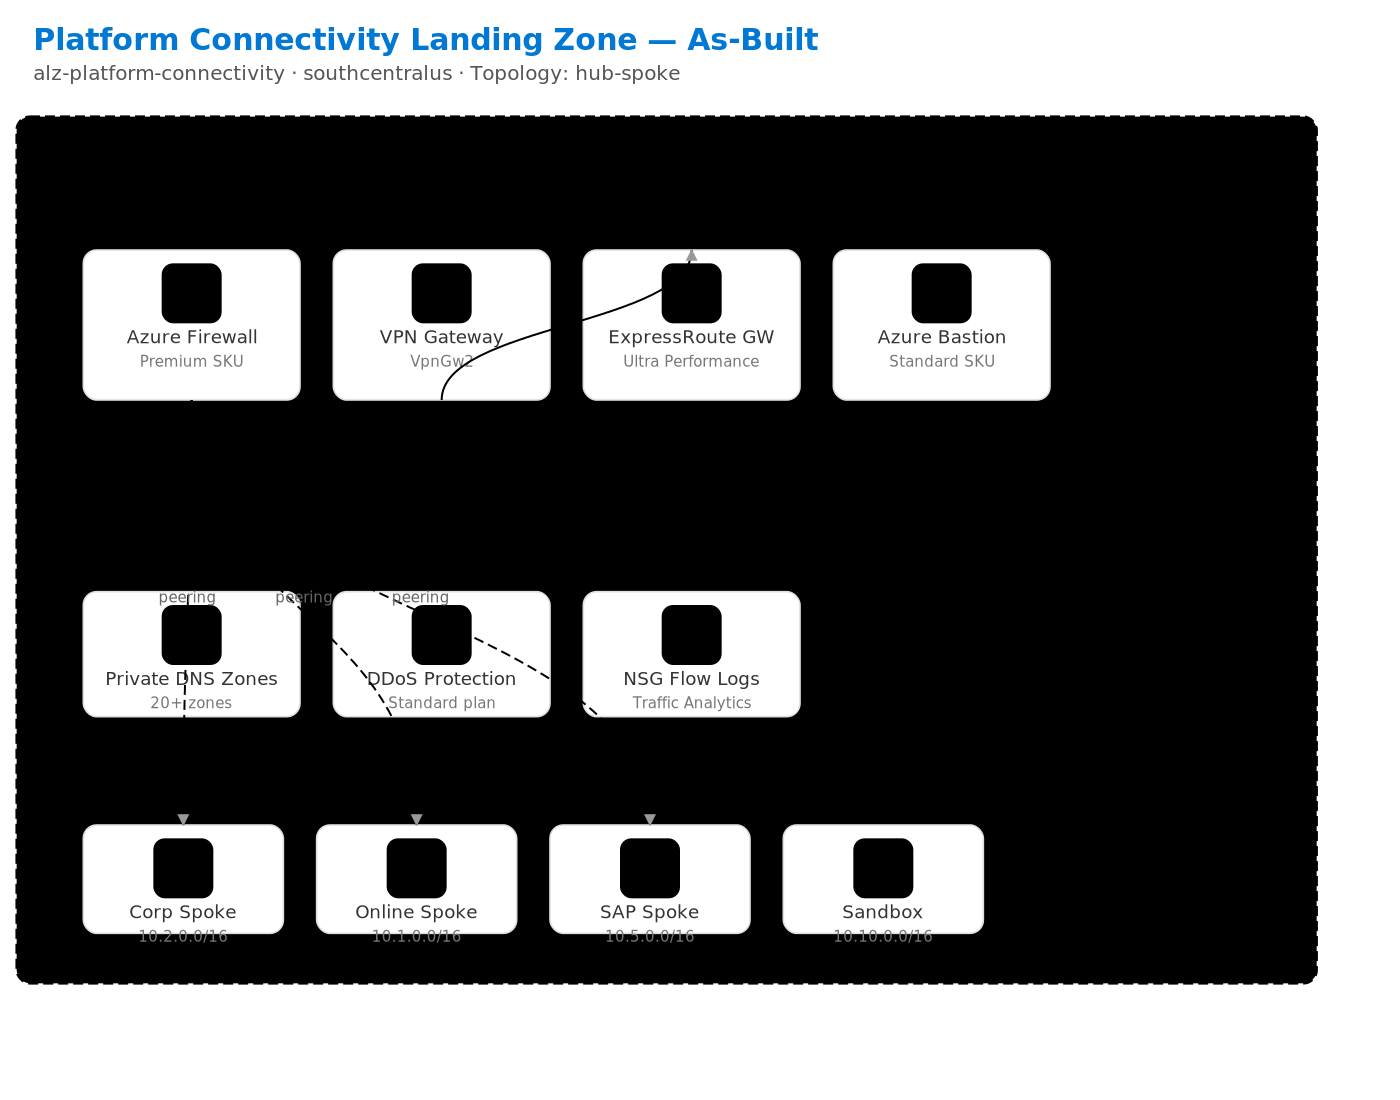 Platform Connectivity Landing Zone — As-Built
alz-platform-connectivity · southcentralus · Topology: hub-spoke
Azure Firewall
Premium SKU
VPN Gateway
VpnGw2
ExpressRoute GW
Ultra Performance
Azure Bastion
Standard SKU
peering
peering
peering
Private DNS Zones
20+ zones
DDoS Protection
Standard plan
NSG Flow Logs
Traffic Analytics
Corp Spoke
10.2.0.0/16
Online Spoke
10.1.0.0/16
SAP Spoke
10.5.0.0/16
Sandbox
10.10.0.0/16